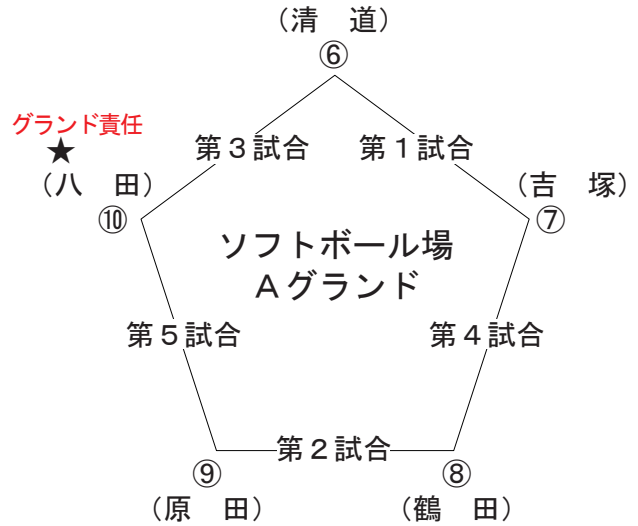 （清　道）
⑥
グランド責任
★
（八　田）
⑩
第３試合
第１試合
（吉　塚）
⑦
ソフトボール場
Ａグランド
第５試合
第４試合
第２試合
⑨
（原　田）
⑧
（鶴　田）